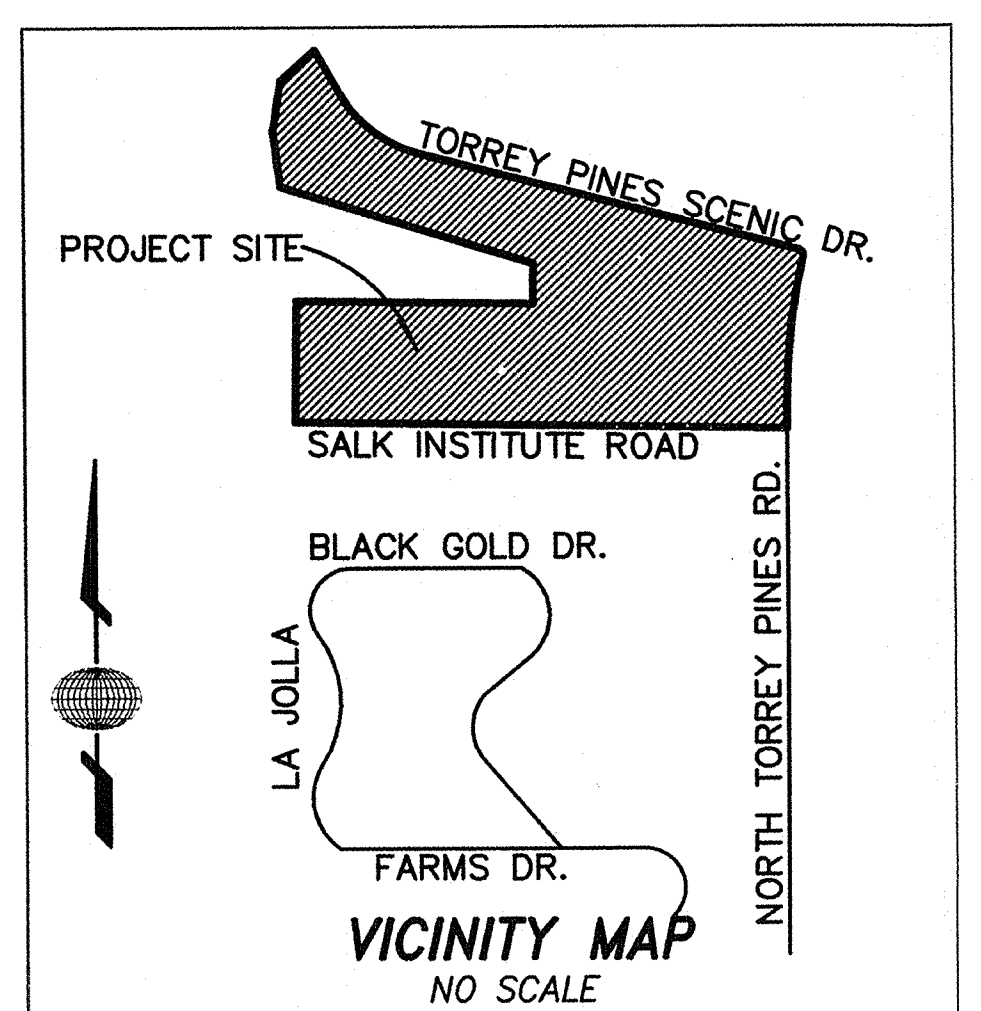 TORREY PINES SCENIC DR.
PROJECT SITE
SALK INSTITUTE ROAD
BLACK GOLD DR.
LA JOLLA
NORTH TORREY PINES RD.
FARMS DR.
VICINITY MAP
NO SCALE